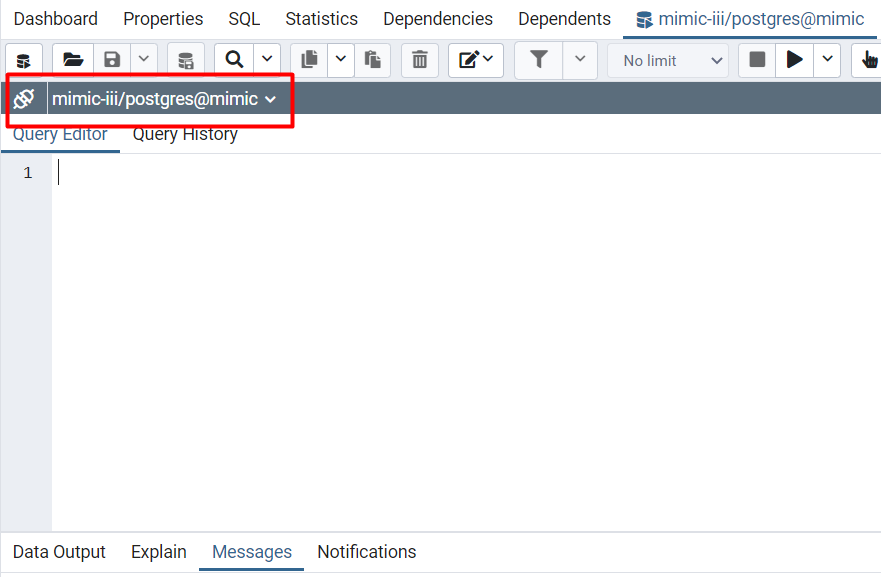 Dashboard Properties SQL Statistics Dependencies Dependents mimic-iii/postgres@mimic
No limit
mimic-iii/postgres@mimic
Query Editor Query History
1
Data Output Explain Messages Notifications